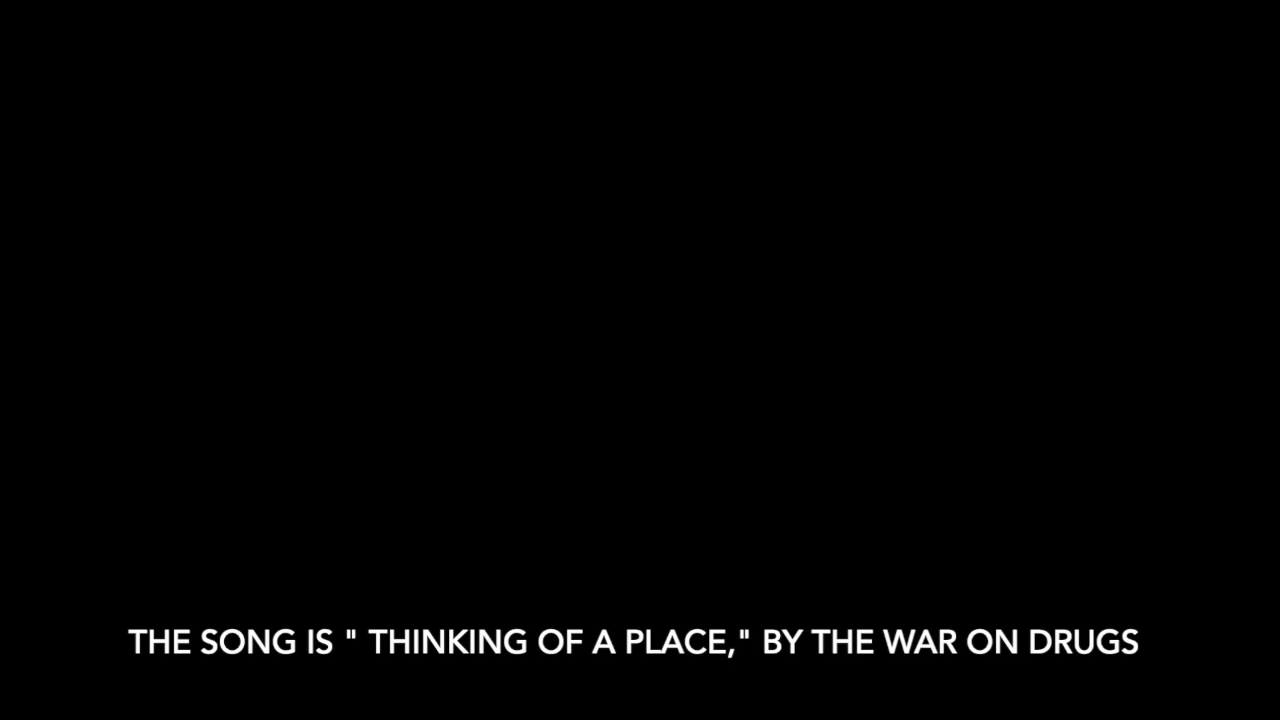 THE SONG IS " THINKING OF A PLACE," BY THE WAR ON DRUGS